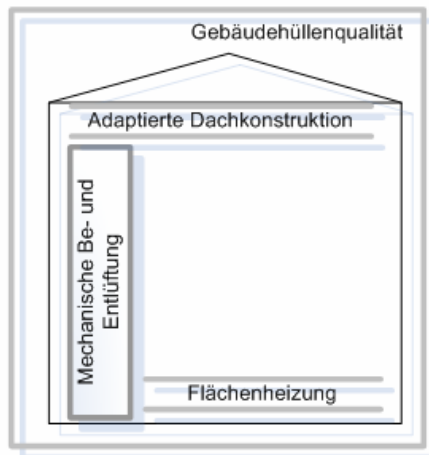 Gebäudehüllenqualität
Adaptierte Dachkonstruktion
Mechanische Be- und
Entlüftung
Flächenheizung